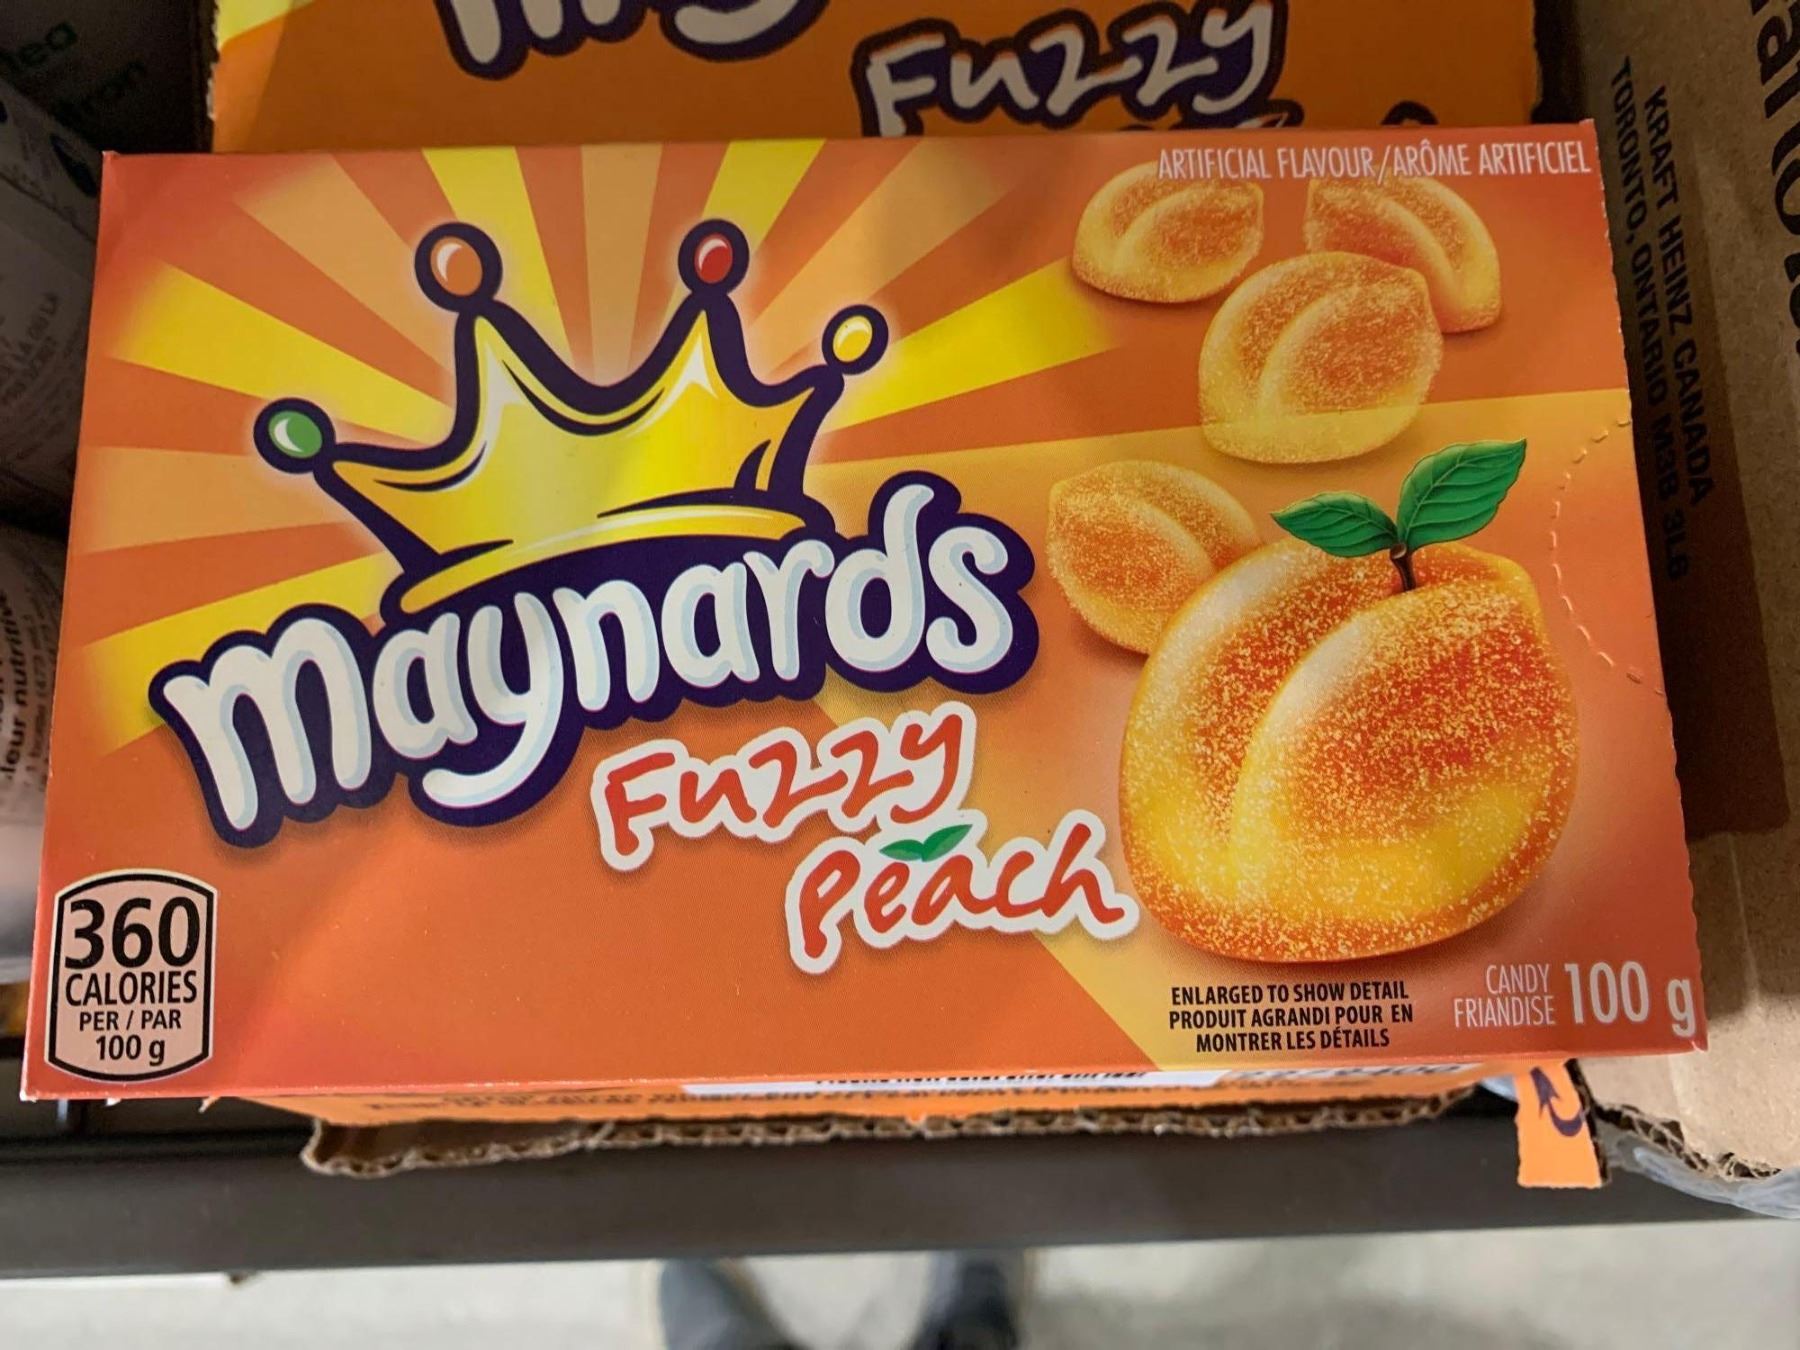 Fuzzy
ARTIFICIAL FLAVOUR/ARÔME ARTIFICIEL
maynards
Fuzzy
Peach
360
CALORIES
PER / PAR
100 g
ENLARGED TO SHOW DETAIL
PRODUIT AGRANDI POUR EN
MONTRER LES DÉTAILS
CANDY
FRIANDISE
100 g
KRAFT HEINZ CANADA
TORONTO, ONTARIO M3B 3L6